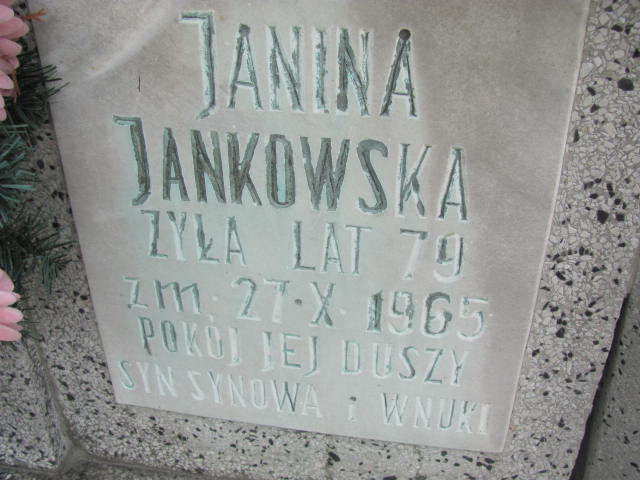 JANINA
JANKOWSKA
ŻYŁA LAT 79
zm. 27·X·1965
POKÓJ JEJ DUSZY
SYN SYNOWA i WNUKI